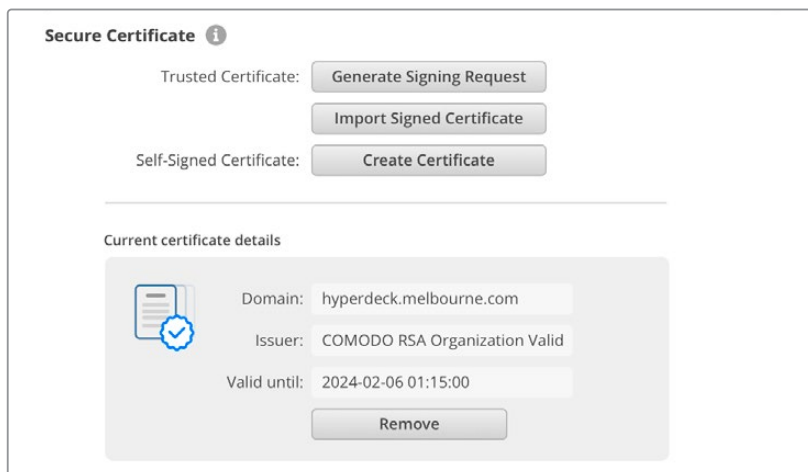 Secure Certificate
Trusted Certificate: Generate Signing Request
Import Signed Certificate
Self-Signed Certificate: Create Certificate
Current certificate details
Domain: hyperdeck.melbourne.com
Issuer: COMODO RSA Organization Valid
Valid until: 2024-02-06 01:15:00
Remove